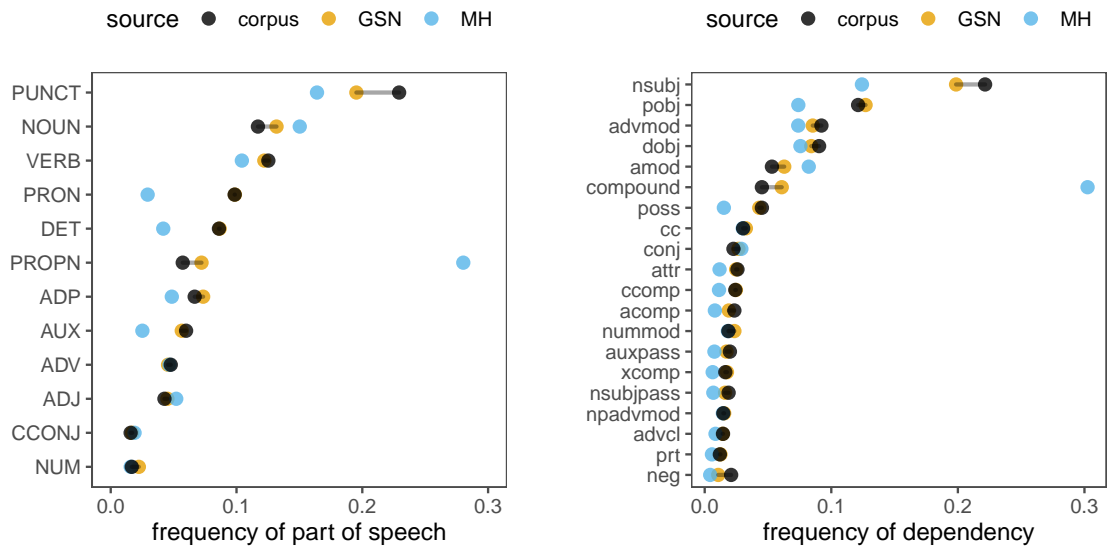 source corpus GSN MH
PUNCT
NOUN
VERB
PRON
DET
PROPN
ADP
AUX
ADV
ADJ
CCONJ
NUM
0.0 0.1 0.2 0.3
frequency of part of speech
source corpus GSN MH
nsubj
pobj
advmod
dobj
amod
compound
poss
cc
conj
attr
ccomp
acomp
nummod
auxpass
xcomp
nsubjpass
npadvmod
advcl
prt
neg
0.0 0.1 0.2 0.3
frequency of dependency